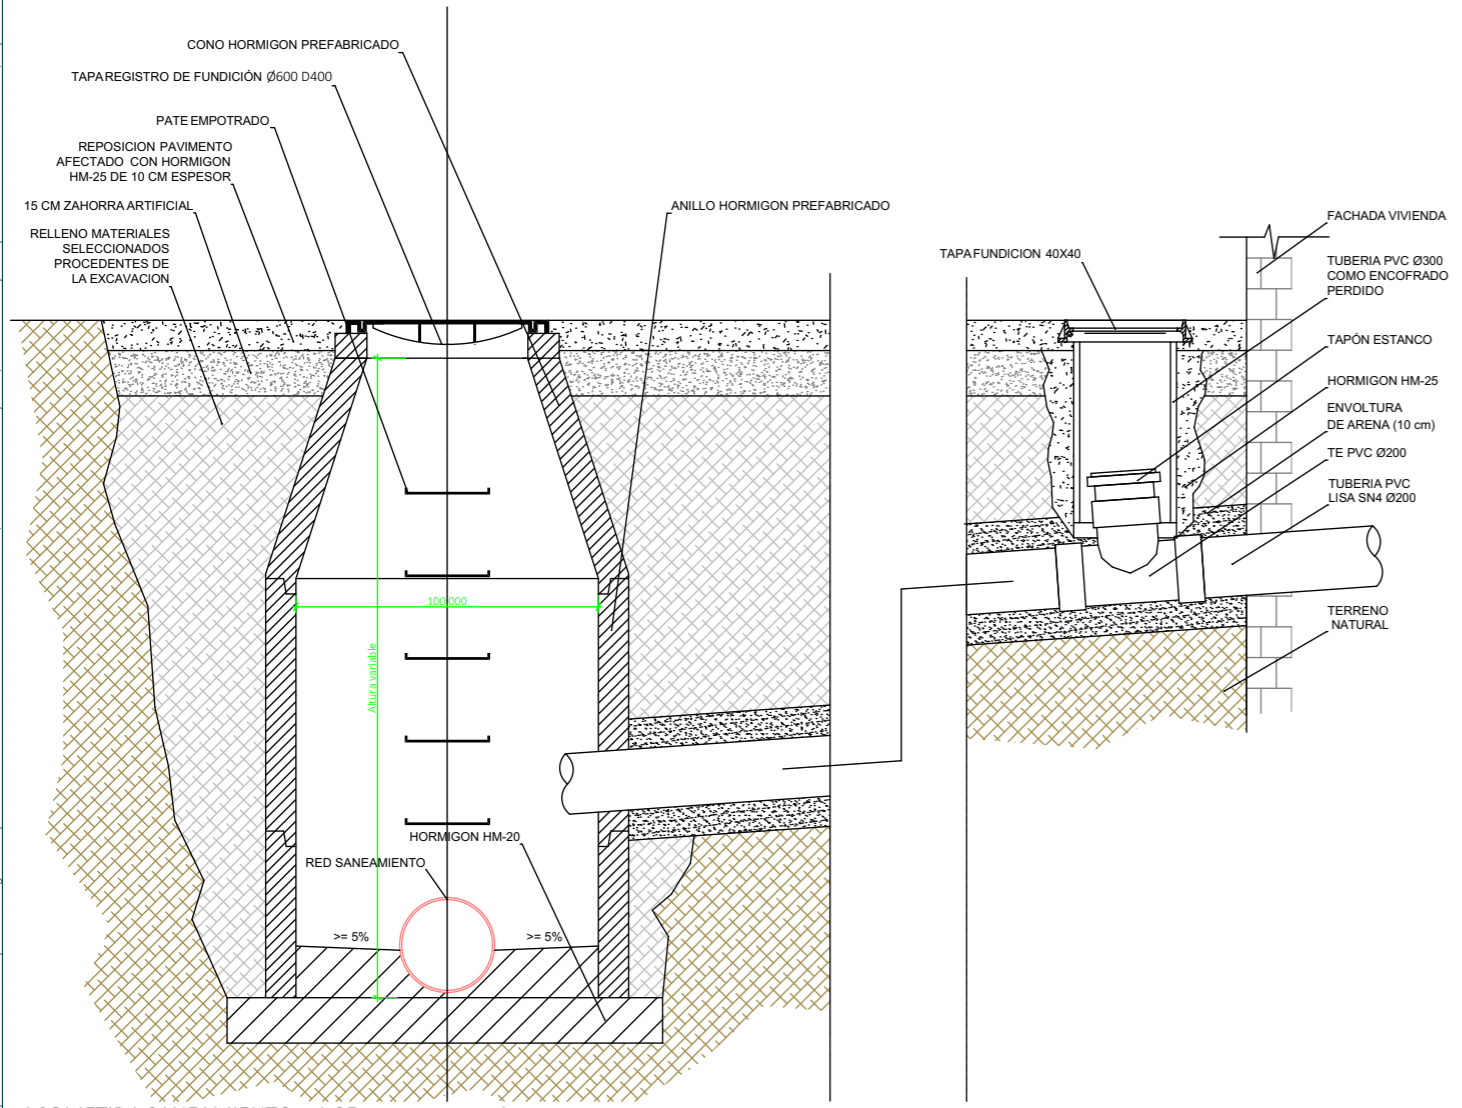 CONO HORMIGON PREFABRICADO
TAPA REGISTRO DE FUNDICIÓN Ø600 D400
PATE EMPOTRADO
REPOSICION PAVIMENTO
AFECTADO CON HORMIGON
HM-25 DE 10 CM ESPESOR
15 CM ZAHORRA ARTIFICIAL
RELLENO MATERIALES
SELECCIONADOS
PROCEDENTES DE
LA EXCAVACION
ANILLO HORMIGON PREFABRICADO
TAPA FUNDICION 40X40
FACHADA VIVIENDA
TUBERIA PVC Ø300
COMO ENCOFRADO
PERDIDO
TAPÓN ESTANCO
HORMIGON HM-25
ENVOLTURA
DE ARENA (10 cm)
TE PVC Ø200
TUBERIA PVC
LISA SN4 Ø200
TERRENO
NATURAL
100,000
Altura variable
HORMIGON HM-20
RED SANEAMIENTO
>= 5%
>= 5%